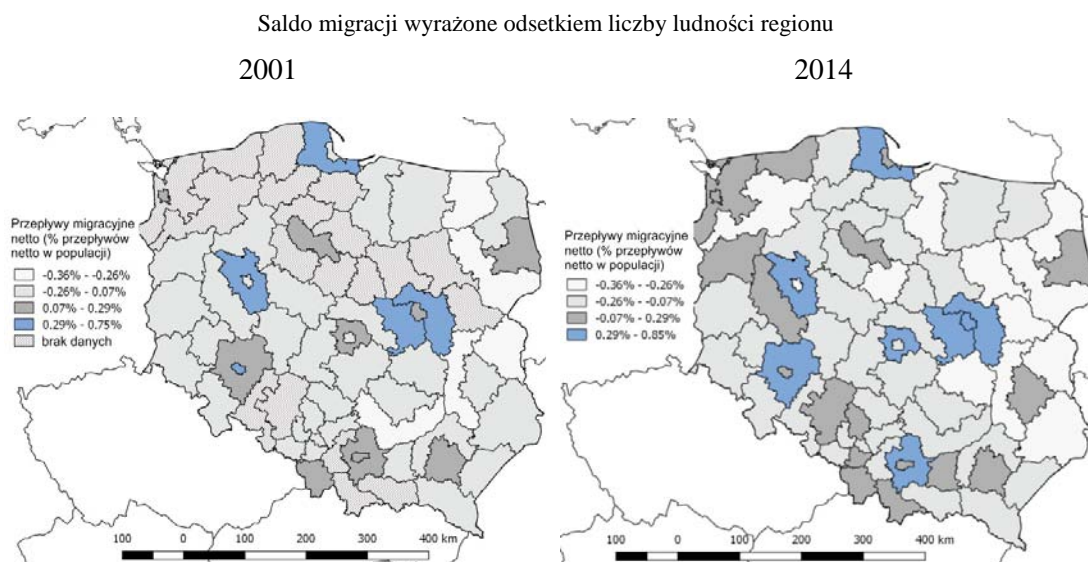 Saldo migracji wyrażone odsetkiem liczby ludności regionu
2001
2014
Przepływy migracyjne
netto (% przepływów
netto w populacji)
-0.36% - -0.26%
-0.26% - 0.07%
0.07% - 0.29%
0.29% - 0.75%
brak danych
100 0 100 200 300 400 km
Przepływy migracyjne
netto (% przepływów
netto w populacji)
-0.36% - -0.26%
-0.26% - -0.07%
-0.07% - 0.29%
0.29% - 0.85%
100 0 100 200 300 400 km